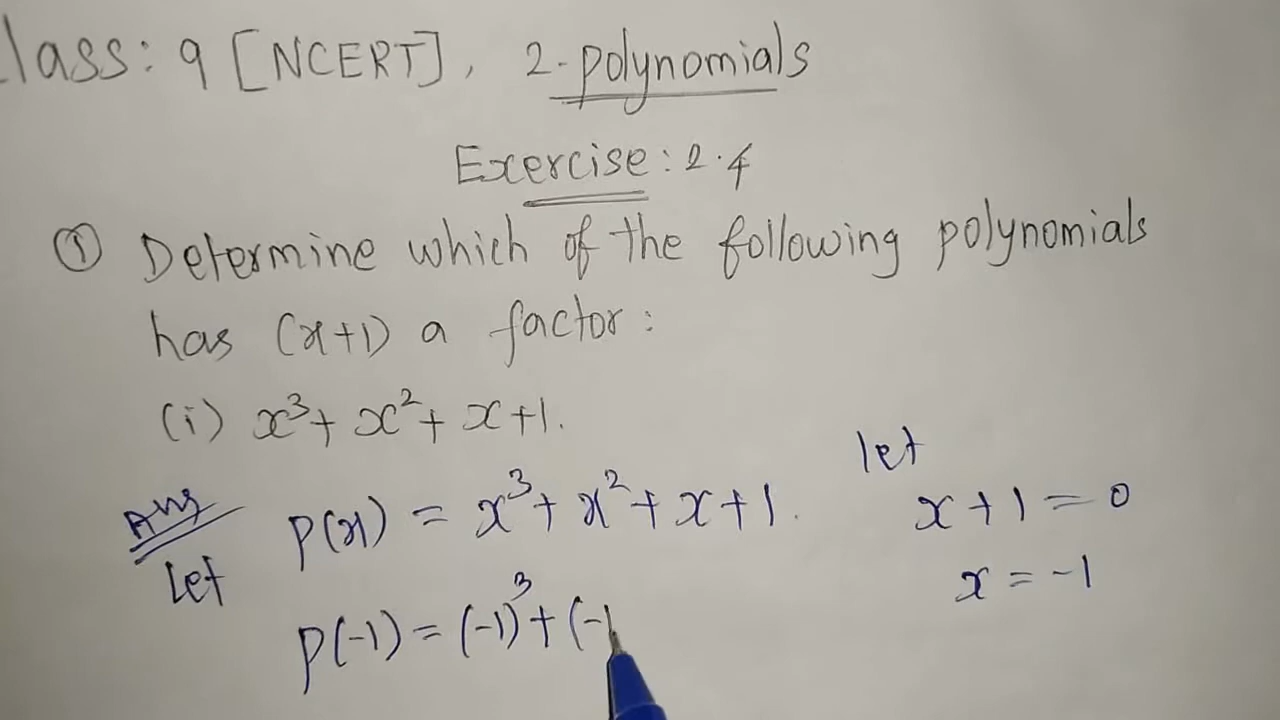 lass: 9 [NCERT], 2-polynomials
Exercise: 2.4
① Determine which of the following polynomials
has (x+1) a factor:
(i) x³+ x²+ x+1.
Ans
let p(x) = x³+ x²+ x+1.
p(-1) = (-1)³+ (-1
let
x+1 = 0
x = -1